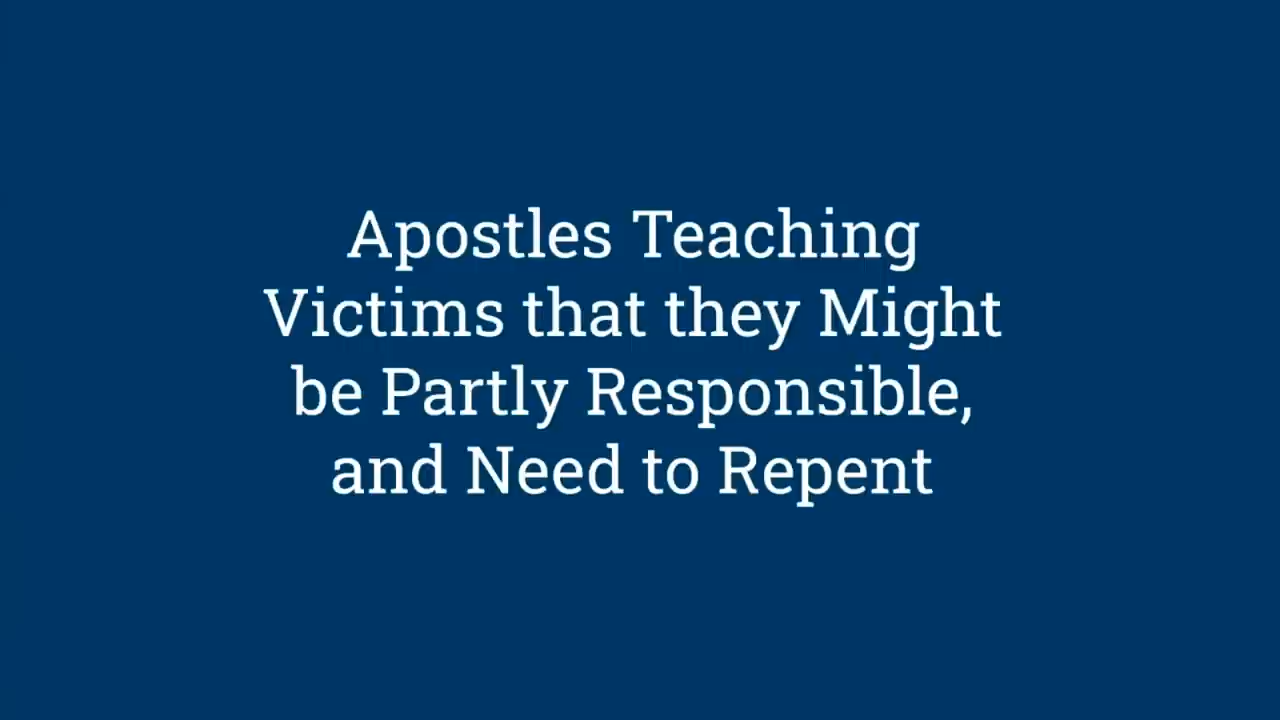 Apostles Teaching
Victims that they Might
be Partly Responsible,
and Need to Repent